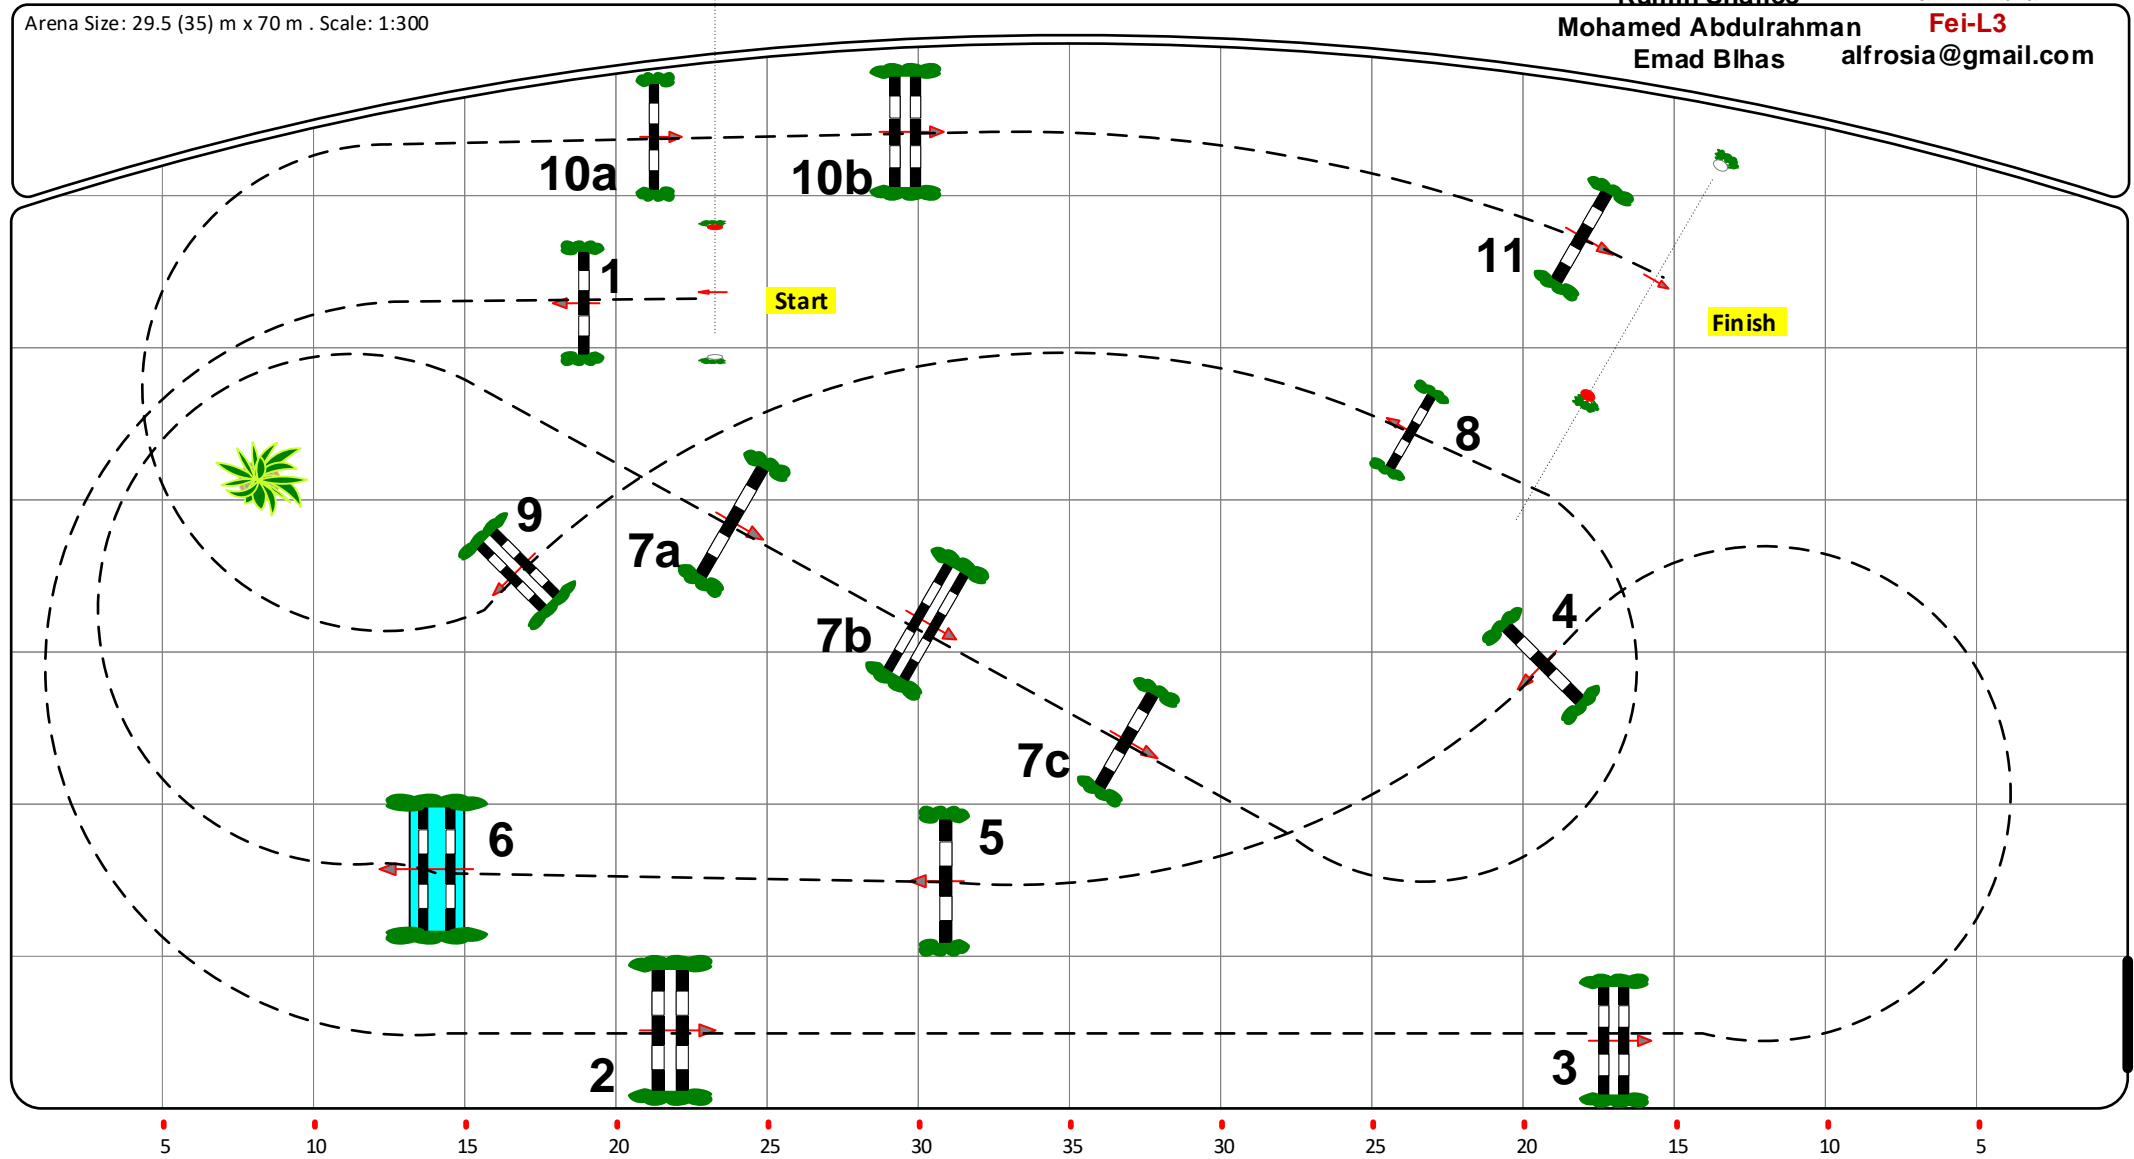 Arena Size: 29.5 (35) m x 70 m . Scale: 1:300
Mohamed Abdulrahman
Fei-L3
Emad Blhas
alfrosia@gmail.com
10a
10b
1
11
Start
Finish
8
9
7a
4
7b
7c
6
5
2
3
5 10 15 20 25 30 35 30 25 20 15 10 5